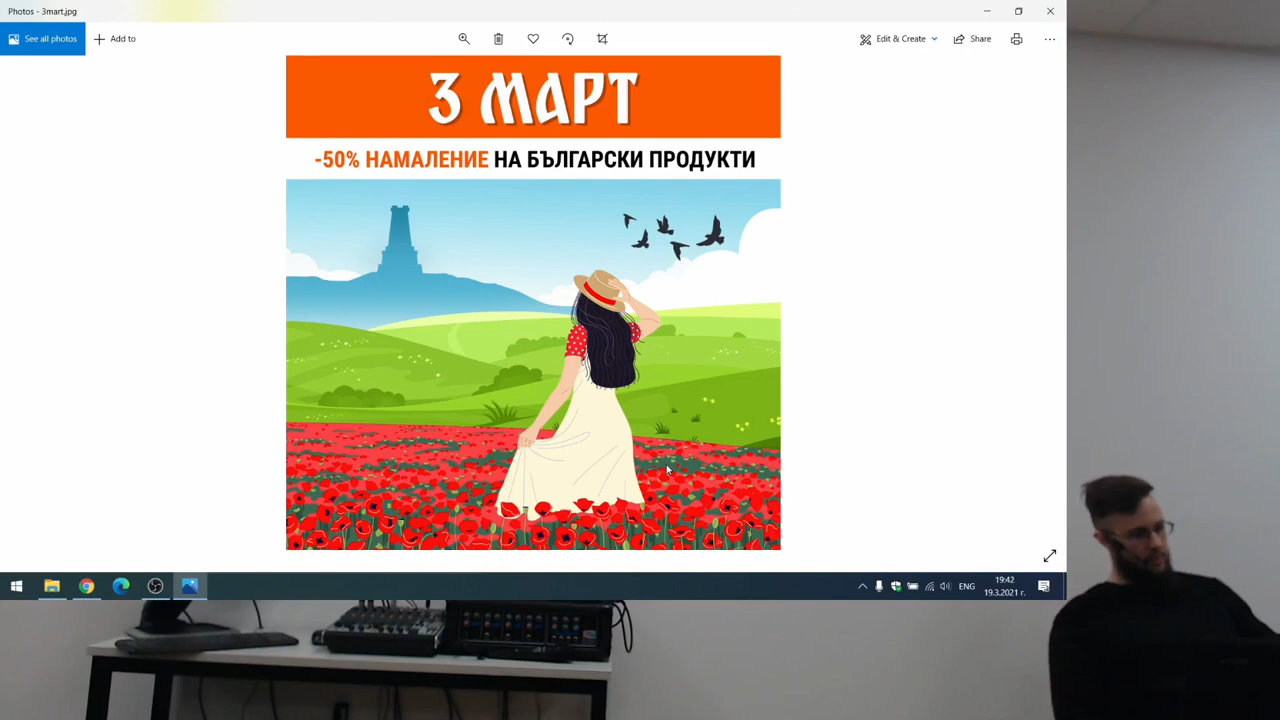 Photos - 3mart.jpg
See all photos
Add to
Edit & Create
Share
3 МАРТ
-50% НАМАЛЕНИЕ НА БЪЛГАРСКИ ПРОДУКТИ
ЕНГ
19:42
19.3.2021 г.